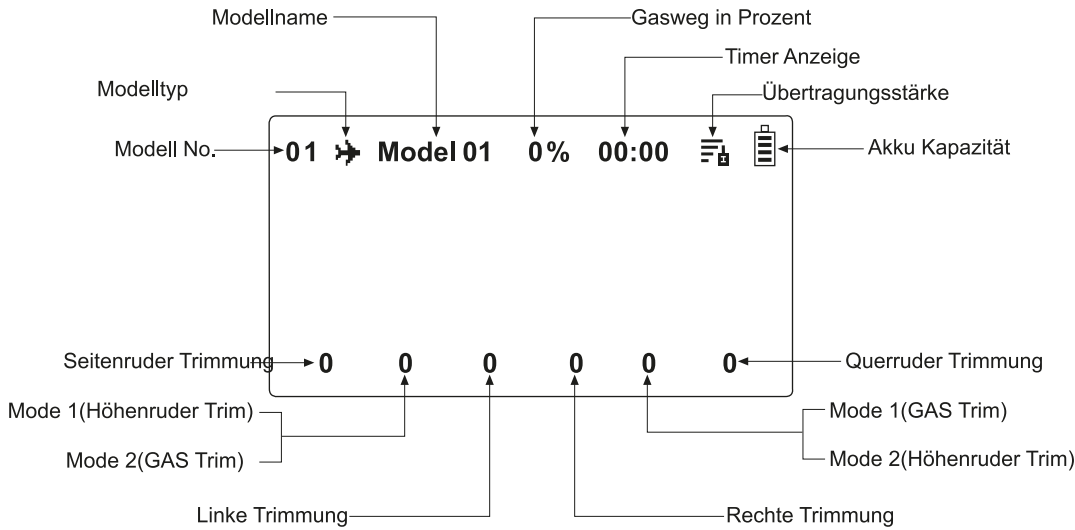 Modellname
Gasweg in Prozent
Timer Anzeige
Modelltyp
Übertragungsstärke
Modell No.
01 Model 01 0% 00:00
Akku Kapazität
Seitenruder Trimmung
0 0 0 0 0 0
Querruder Trimmung
Mode 1(Höhenruder Trim)
Mode 1(GAS Trim)
Mode 2(GAS Trim)
Mode 2(Höhenruder Trim)
Linke Trimmung
Rechte Trimmung